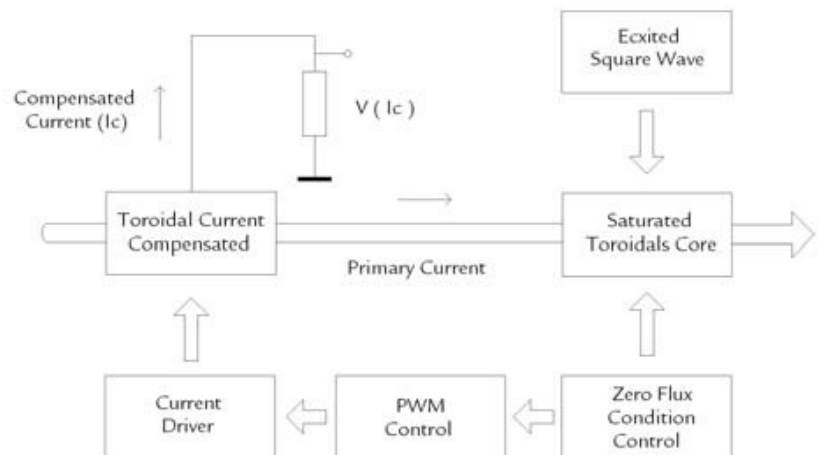 Ecxited
Square Wave
Compensated
Current (Ic)
V ( Ic )
Toroidal Current
Compensated
Primary Current
Saturated
Toroidals Core
Current
Driver
PWM
Control
Zero Flux
Condition
Control